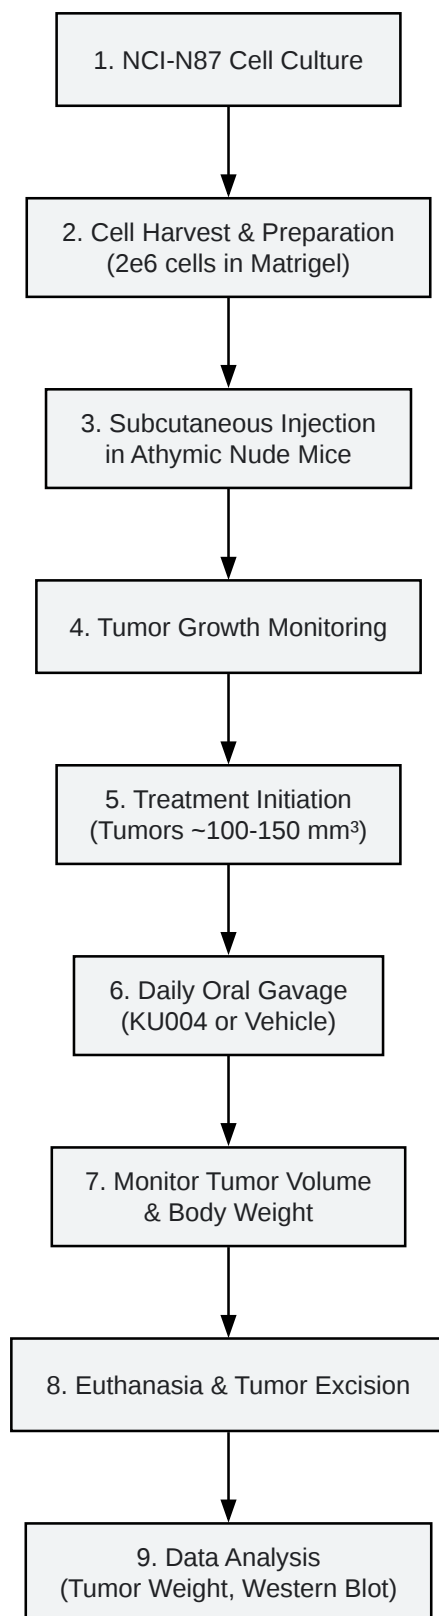 1. NCI-N87 Cell Culture
2. Cell Harvest & Preparation
(2e6 cells in Matrigel)
3. Subcutaneous Injection
in Athymic Nude Mice
4. Tumor Growth Monitoring
5. Treatment Initiation
(Tumors ~100-150 mm³)
6. Daily Oral Gavage
(KU004 or Vehicle)
7. Monitor Tumor Volume
& Body Weight
8. Euthanasia & Tumor Excision
9. Data Analysis
(Tumor Weight, Western Blot)